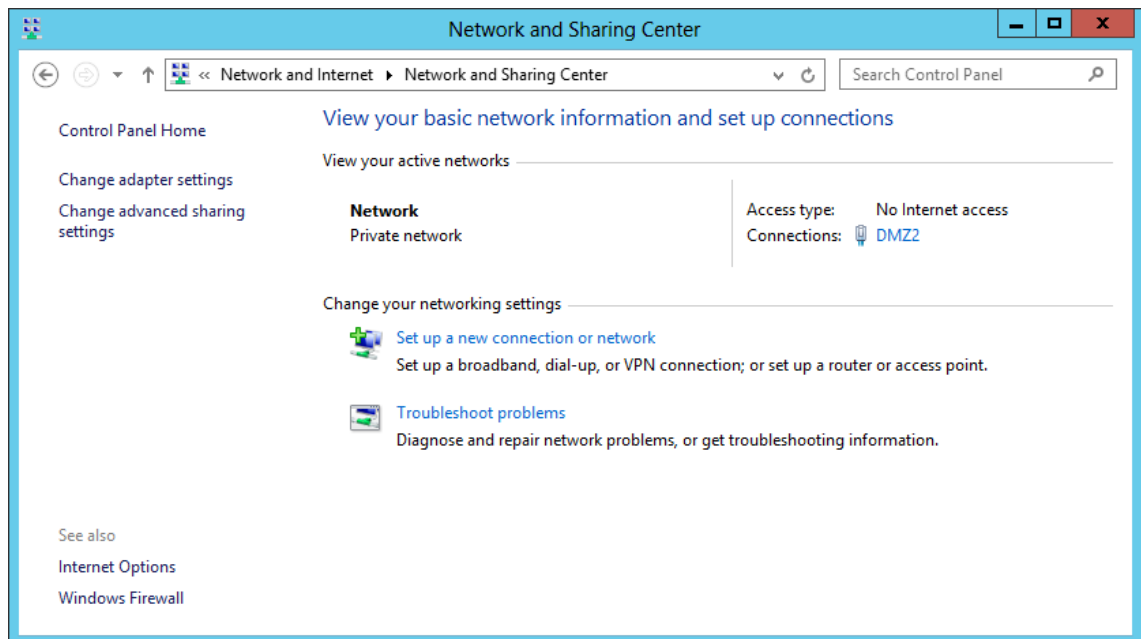 Network and Sharing Center
« Network and Internet Network and Sharing Center
Search Control Panel
Control Panel Home
Change adapter settings
Change advanced sharing
settings
View your basic network information and set up connections
View your active networks
Network
Private network
Access type: No Internet access
Connections: DMZ2
Change your networking settings
Set up a new connection or network
Set up a broadband, dial-up, or VPN connection; or set up a router or access point.
Troubleshoot problems
Diagnose and repair network problems, or get troubleshooting information.
See also
Internet Options
Windows Firewall